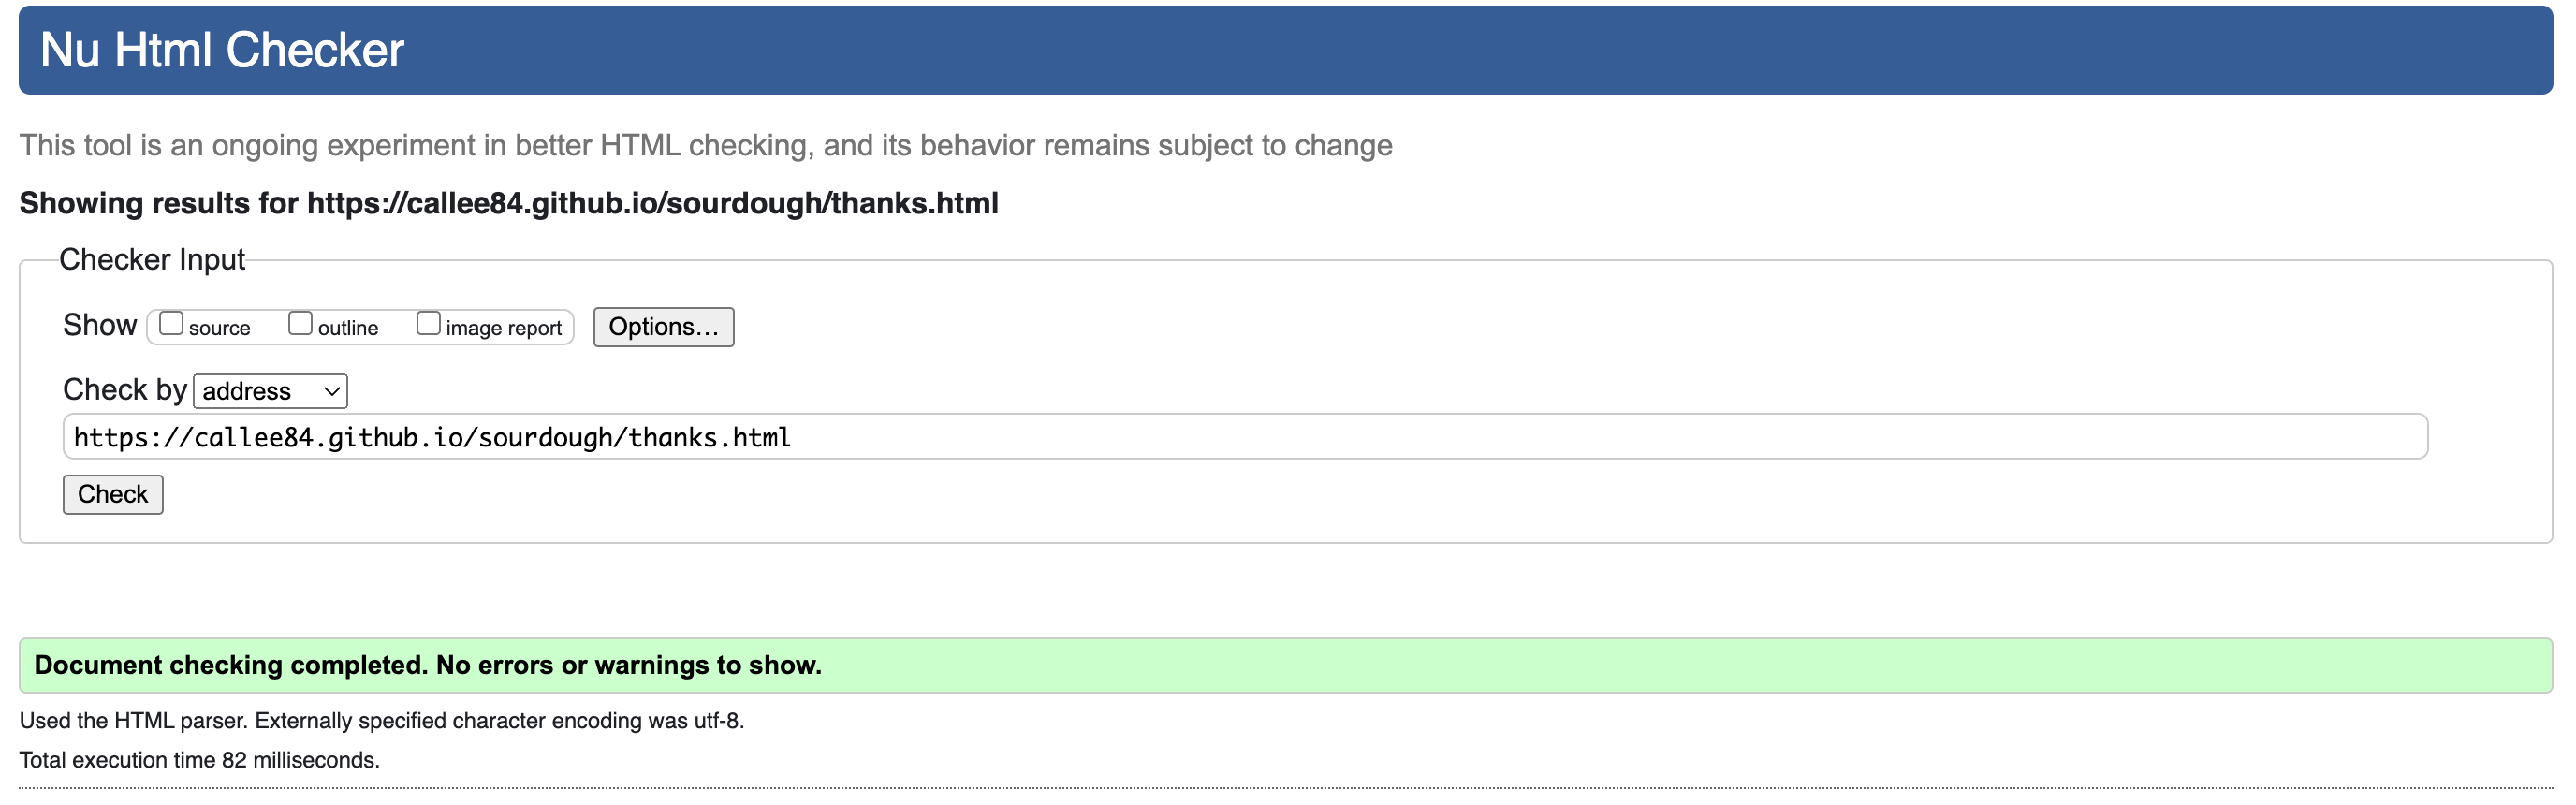 Nu Html Checker
This tool is an ongoing experiment in better HTML checking, and its behavior remains subject to change
Showing results for https://callee84.github.io/sourdough/thanks.html
Checker Input
Show source outline image report Options...
Check by address
https://callee84.github.io/sourdough/thanks.html
Check
Document checking completed. No errors or warnings to show.
Used the HTML parser. Externally specified character encoding was utf-8.
Total execution time 82 milliseconds.